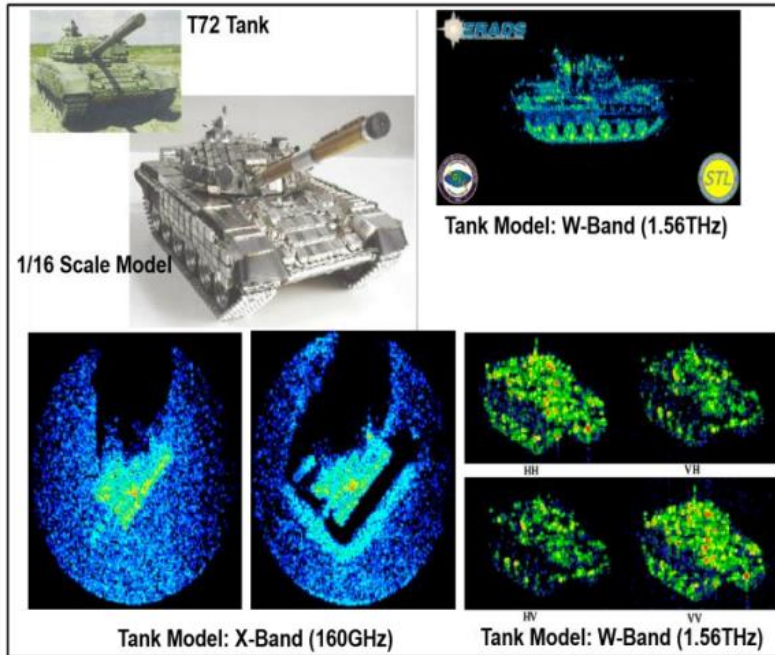 T72 Tank
ERADS
STL
Tank Model: W-Band (1.56THz)
1/16 Scale Model
HH
VH
HV
VV
Tank Model: X-Band (160GHz)
Tank Model: W-Band (1.56THz)